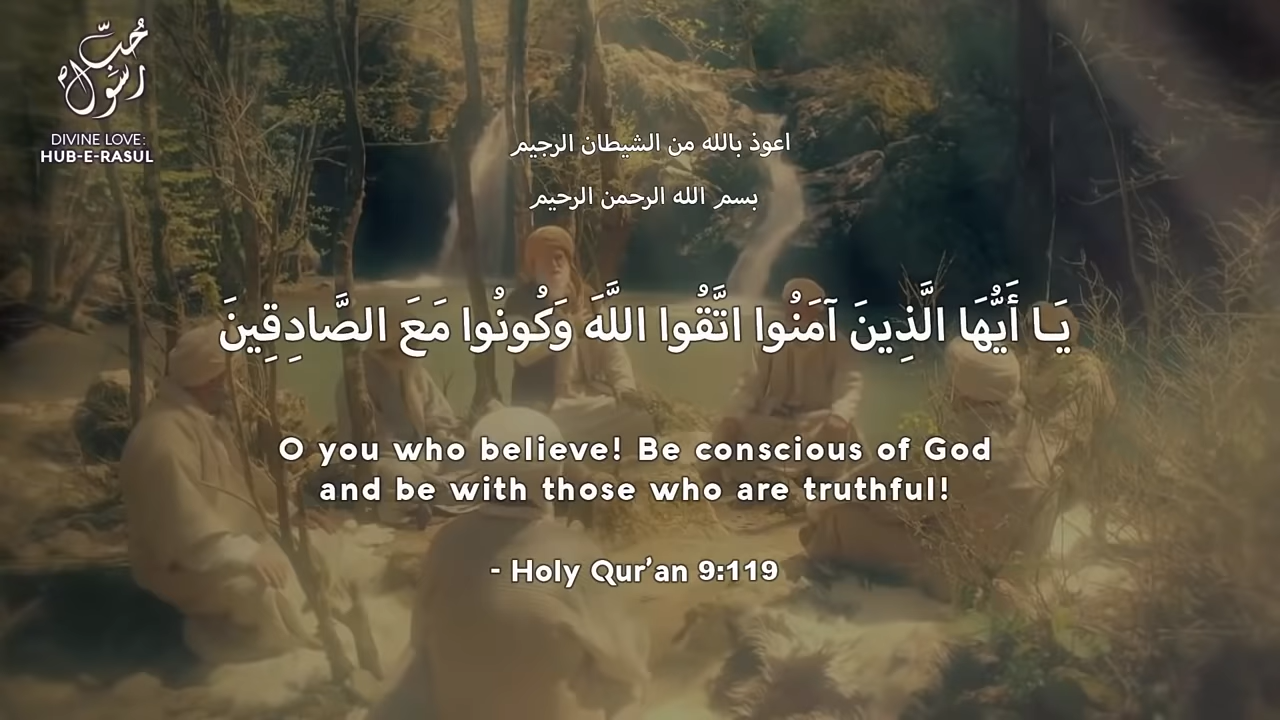 حُبِّ
رَسُوْل
DIVINE LOVE:
HUB-E-RASUL
اعوذ بالله من الشيطان الرجيم
بسم الله الرحمن الرحيم
يَا أَيُّهَا الَّذِينَ آمَنُوا اتَّقُوا اللَّهَ وَكُونُوا مَعَ الصَّادِقِينَ
O you who believe! Be conscious of God
and be with those who are truthful!
- Holy Qur'an 9:119